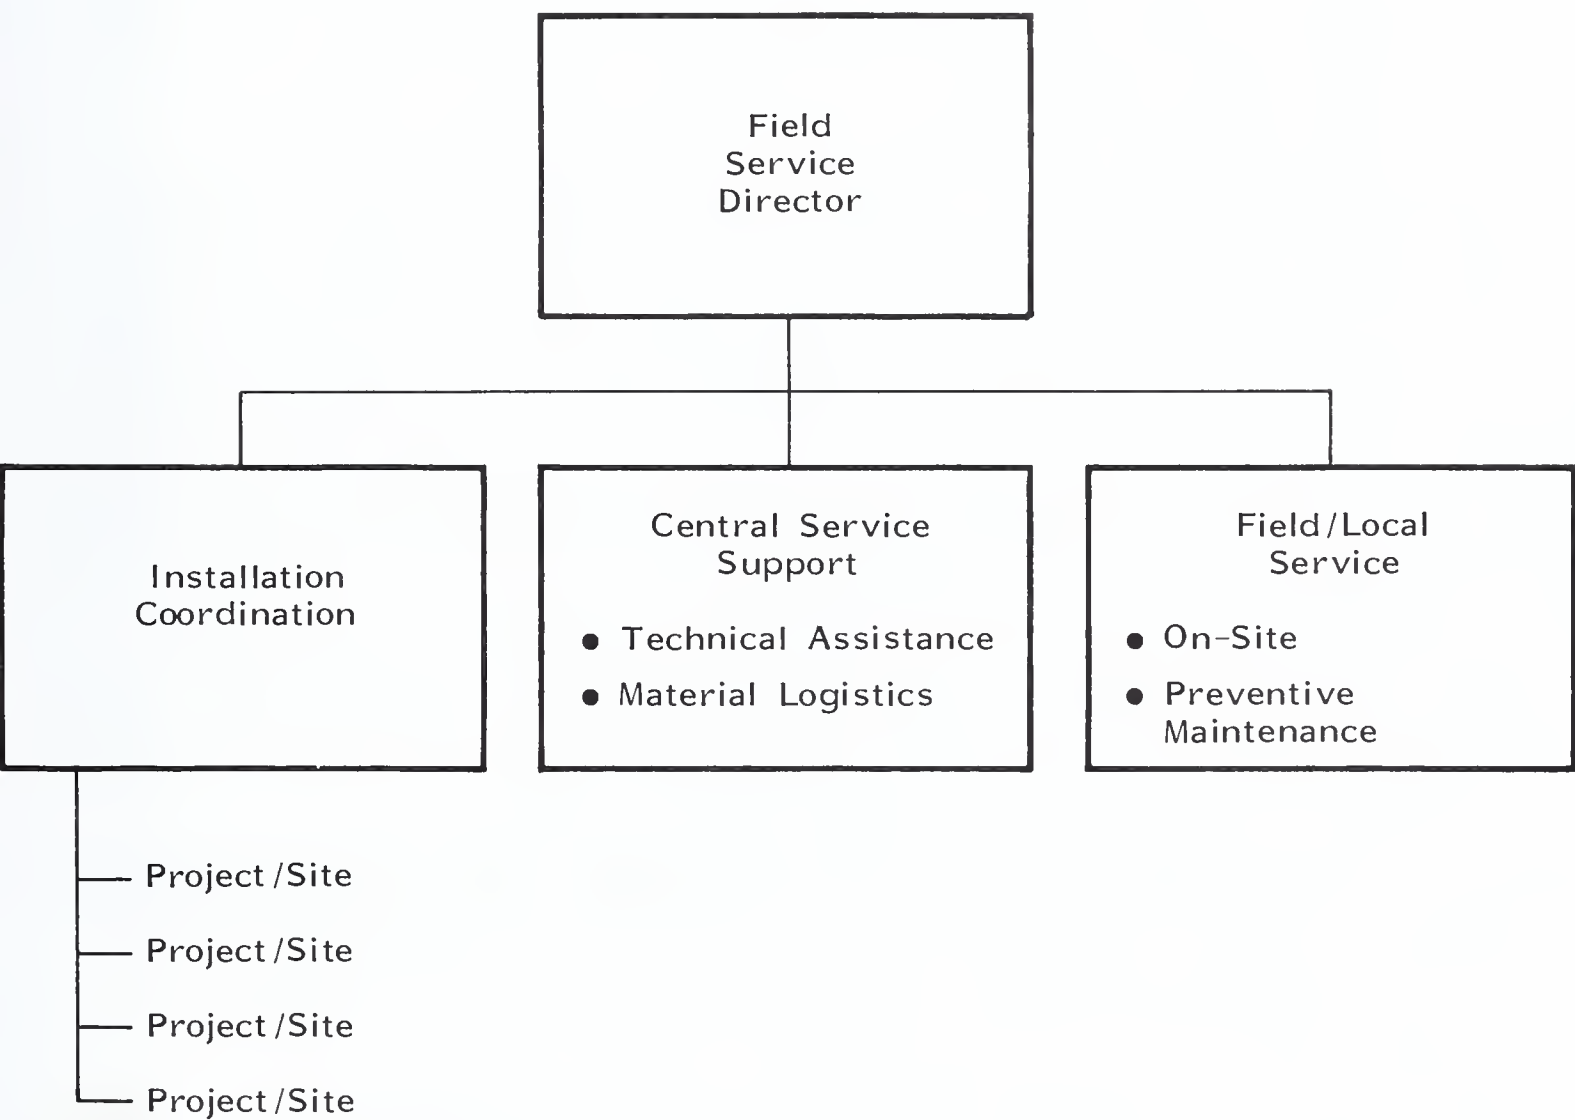 Field
Service
Director
Installation
Coordination
Central Service
Support
● Technical Assistance
● Material Logistics
Field/Local
Service
● On-Site
● Preventive
Maintenance
Project/Site
Project/Site
Project/Site
Project/Site